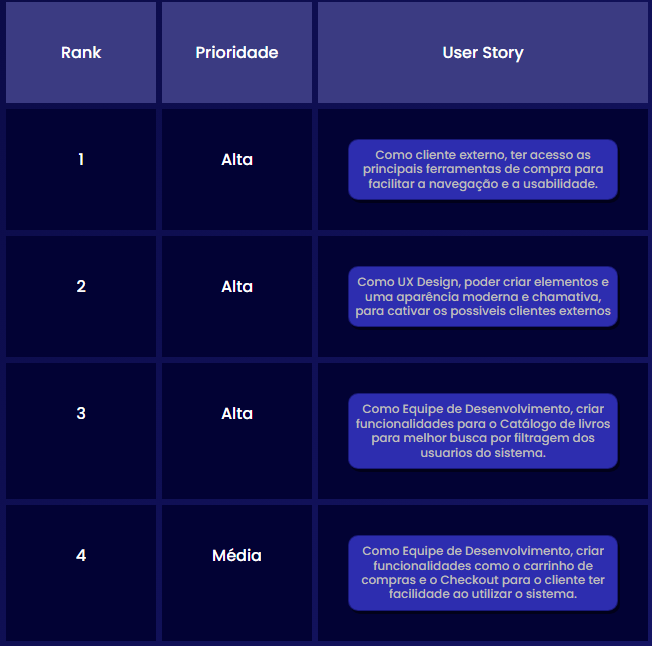 Rank Prioridade User Story
1 Alta
Como cliente externo, ter acesso as
principais ferramentas de compra para
facilitar a navegação e a usabilidade.
2 Alta
Como UX Design, poder criar elementos e
uma aparência moderna e chamativa,
para cativar os possiveis clientes externos
3 Alta
Como Equipe de Desenvolvimento, criar
funcionalidades para o Catálogo de livros
para melhor busca por filtragem dos
usuarios do sistema.
4 Média
Como Equipe de Desenvolvimento, criar
funcionalidades como o carrinho de
compras e o Checkout para o cliente ter
facilidade ao utilizar o sistema.